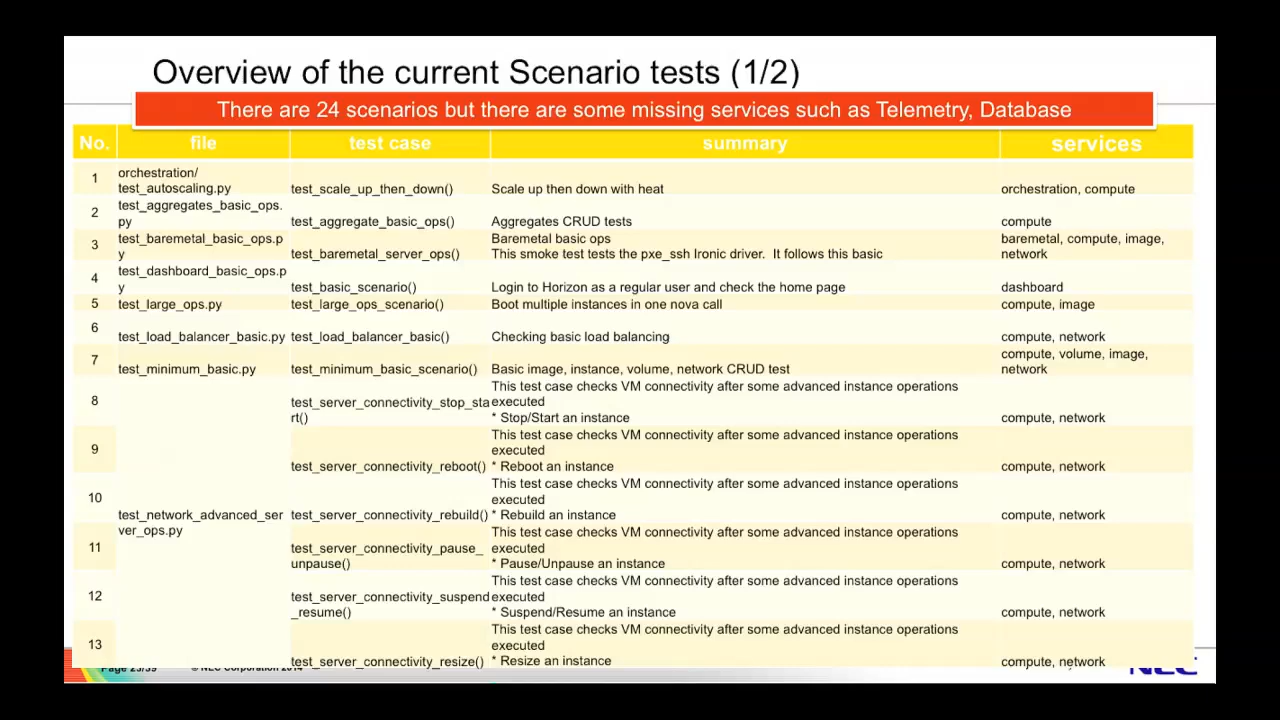 Overview of the current Scenario tests (1/2)
There are 24 scenarios but there are some missing services such as Telemetry, Database
No. file test case summary services
1 orchestration/
test_autoscaling.py test_scale_up_then_down() Scale up then down with heat orchestration, compute
2 test_aggregates_basic_ops.
py test_aggregate_basic_ops() Aggregates CRUD tests compute
3 test_baremetal_basic_ops.p Baremetal basic ops baremetal, compute, image,
y test_baremetal_server_ops() This smoke test tests the pxe_ssh Ironic driver. It follows this basic network
4 test_dashboard_basic_ops.p
y test_basic_scenario() Login to Horizon as a regular user and check the home page dashboard
5 test_large_ops.py test_large_ops_scenario() Boot multiple instances in one nova call compute, image
6
test_load_balancer_basic.py test_load_balancer_basic() Checking basic load balancing compute, network
7 compute, volume, image,
test_minimum_basic.py test_minimum_basic_scenario() Basic image, instance, volume, network CRUD test network
This test case checks VM connectivity after some advanced instance operations
8 test_server_connectivity_stop_sta executed
rt() * Stop/Start an instance compute, network
This test case checks VM connectivity after some advanced instance operations
9 executed
test_server_connectivity_reboot() * Reboot an instance compute, network
This test case checks VM connectivity after some advanced instance operations
10 executed
test_network_advanced_ser test_server_connectivity_rebuild() * Rebuild an instance compute, network
ver_ops.py This test case checks VM connectivity after some advanced instance operations
11 test_server_connectivity_pause_ executed
unpause() * Pause/Unpause an instance compute, network
This test case checks VM connectivity after some advanced instance operations
12 test_server_connectivity_suspend executed
_resume() * Suspend/Resume an instance compute, network
This test case checks VM connectivity after some advanced instance operations
13 executed
test_server_connectivity_resize() * Resize an instance compute, network
Page 23/39 © NEC Corporation 2014 NEC